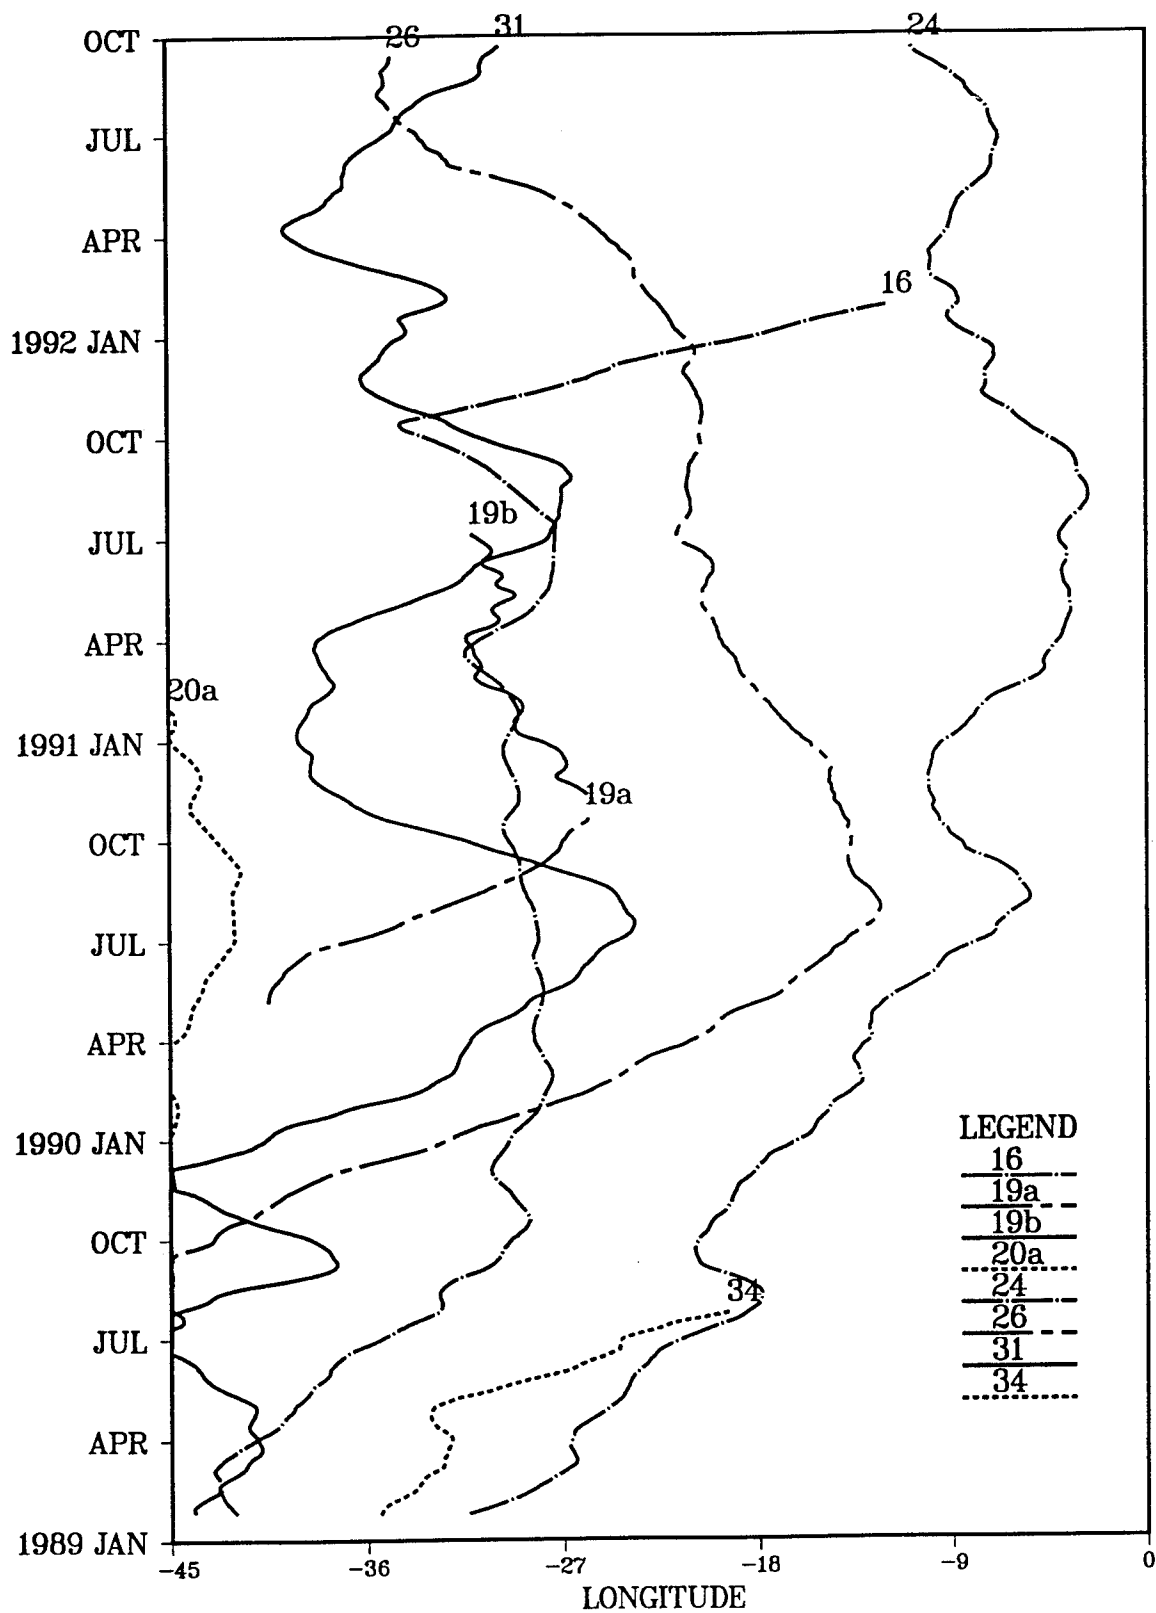 26 31 24
OCT
JUL
APR
16
1992 JAN
OCT
19b
JUL
APR
20a
1991 JAN
19a
OCT
JUL
APR
LEGEND
1990 JAN
16
19a
19b
OCT
20a
24
34
26
JUL
31
34
APR
1989 JAN
-45 -36 -27 -18 -9 0
LONGITUDE